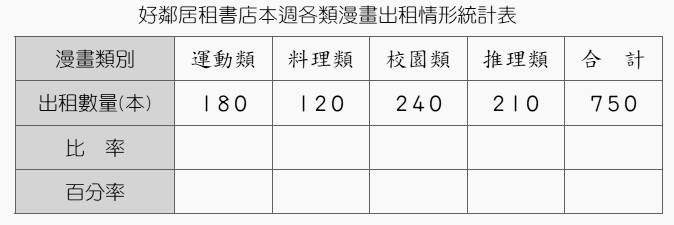 好鄰居租書店本週各類漫畫出租情形統計表
漫畫類別 運動類 料理類 校園類 推理類 合 計
出租數量(本) 180 120 240 210 750
比 率
百分率